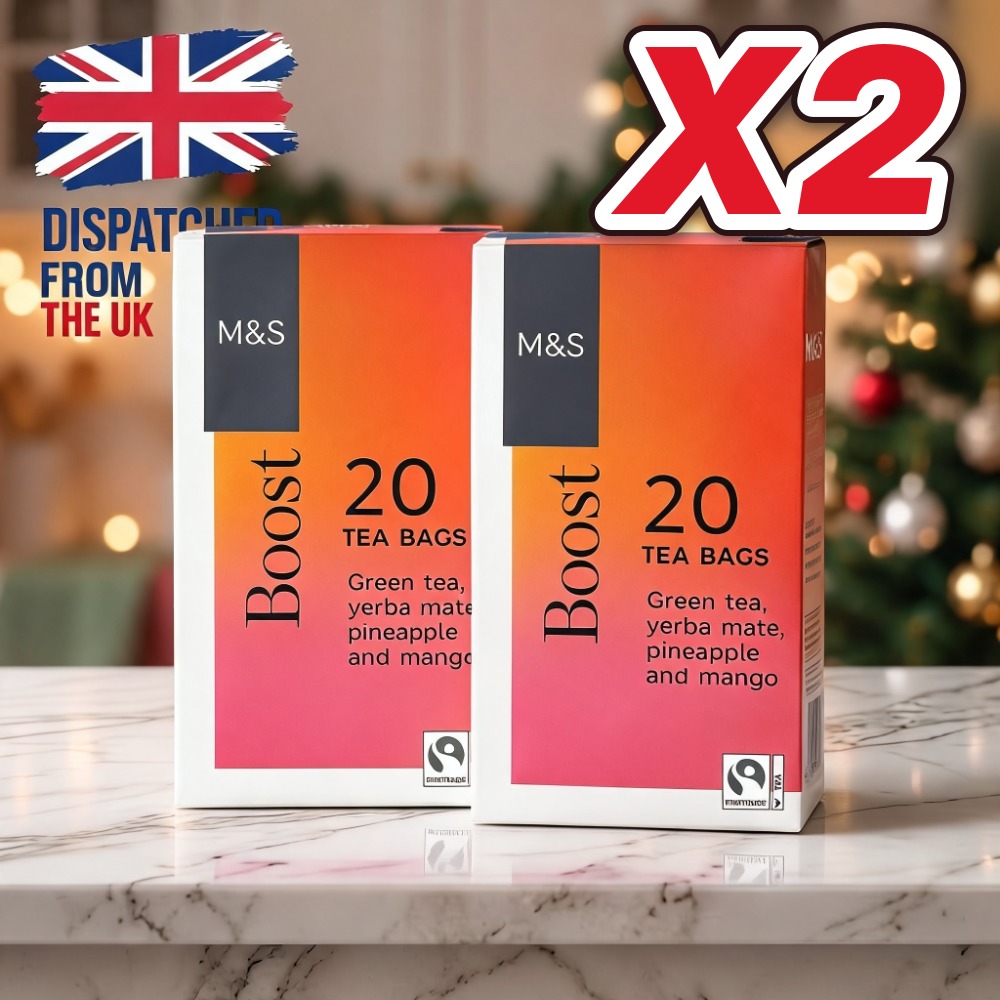 X2
DISPATCHED
FROM
THE UK
M&S
Boost
20
TEA BAGS
Green tea,
yerba mate
pineapple
and mango
M&S
Boost
20
TEA BAGS
Green tea,
yerba mate,
pineapple
and mango
M&S